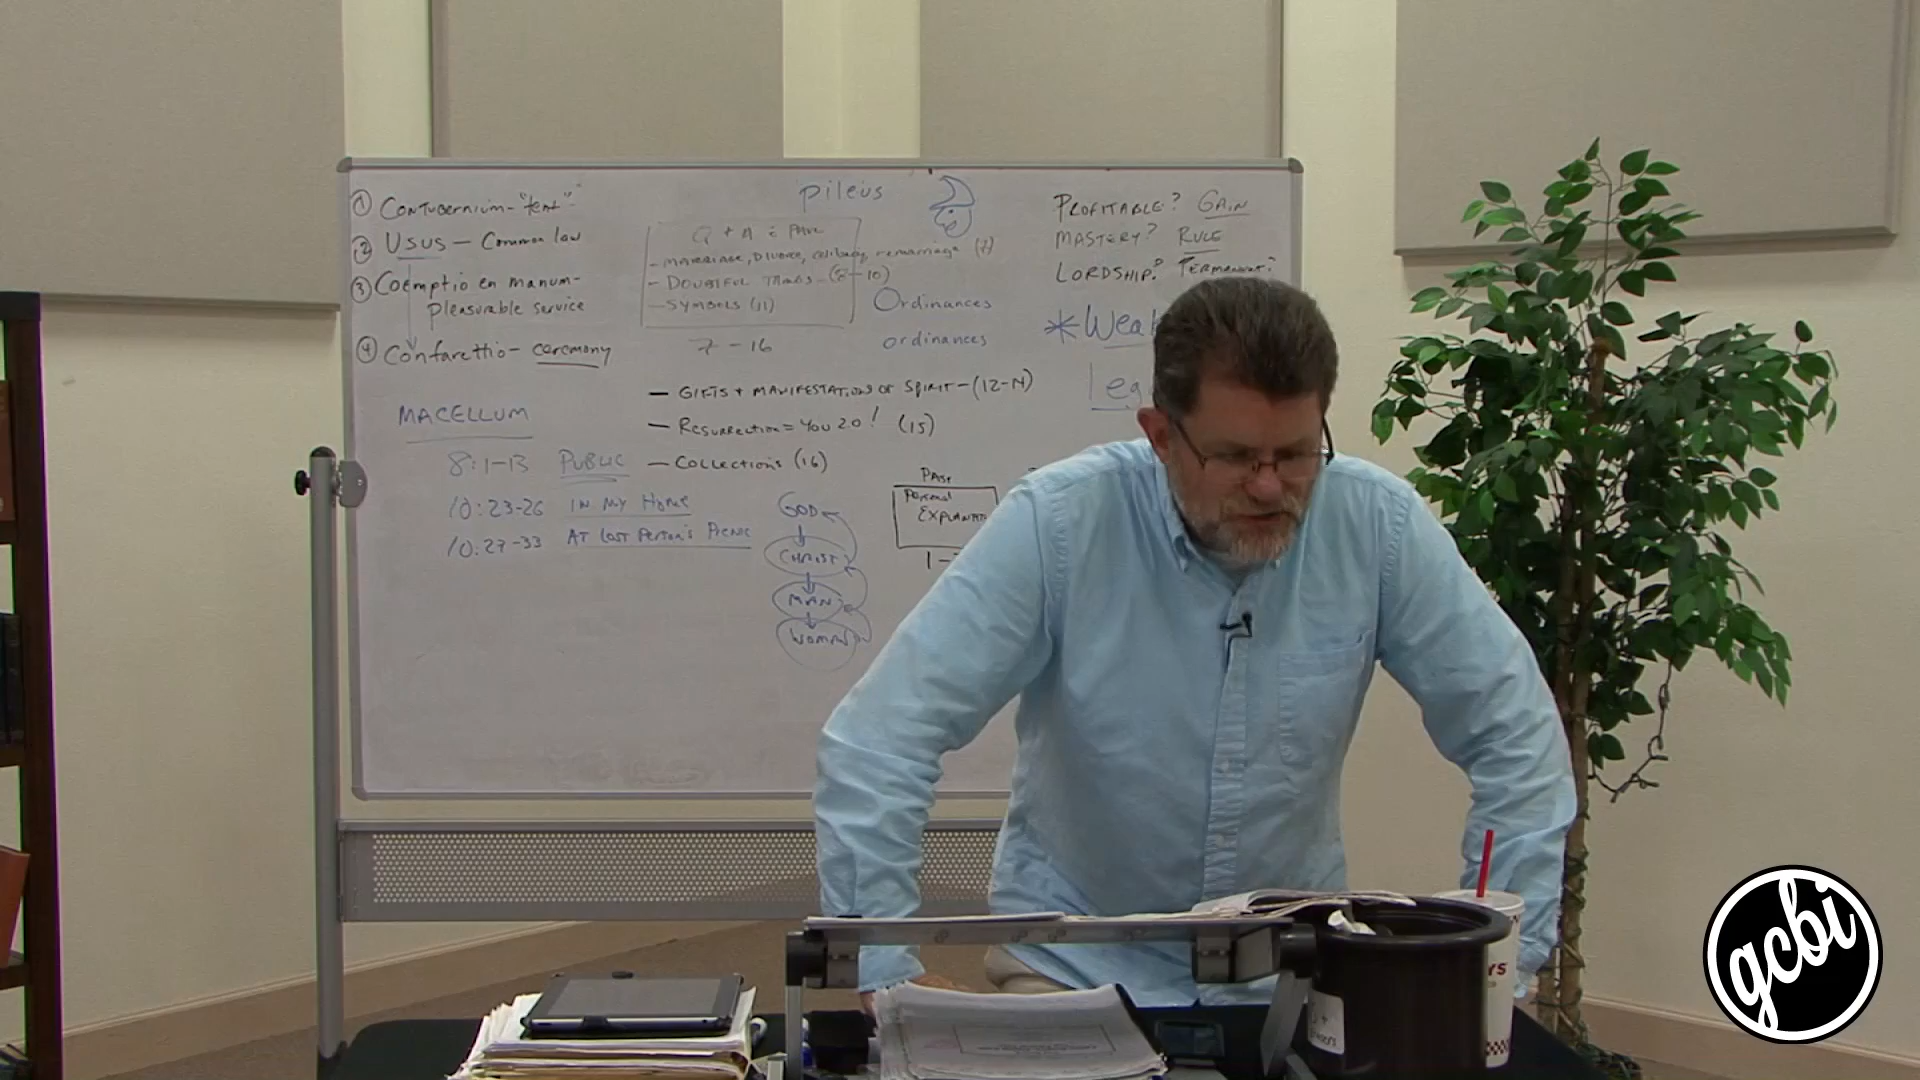 ① Contubernium - "tent"
② Usus - Common law
③ Coemptio en manum -
pleasurable service
④ Confarettio - ceremony
MACELLUM
8:1-13 PUBLIC
10:23-26 IN MY HOME
10:27-33 AT LOST PERSON'S PICNIC
pileus
Q + A
- MARRIAGE, DIVORCE, celibacy, remarriage (7)
- DOUBTFUL THINGS - (8-10)
- SYMBOLS (11)
7 - 16
Ordinances
ordinances
- GIFTS + MANIFESTATION OF SPIRIT - (12-14)
- RESURRECTION = YOU 2.0! (15)
- COLLECTIONS (16)
GOD
CHRIST
MAN
WOMAN
PROFITABLE? GAIN
MASTERY? RULE
LORDSHIP? PERMANENT?
* Weak
Leg
PAST
Personal
1 -
YS
gcbi